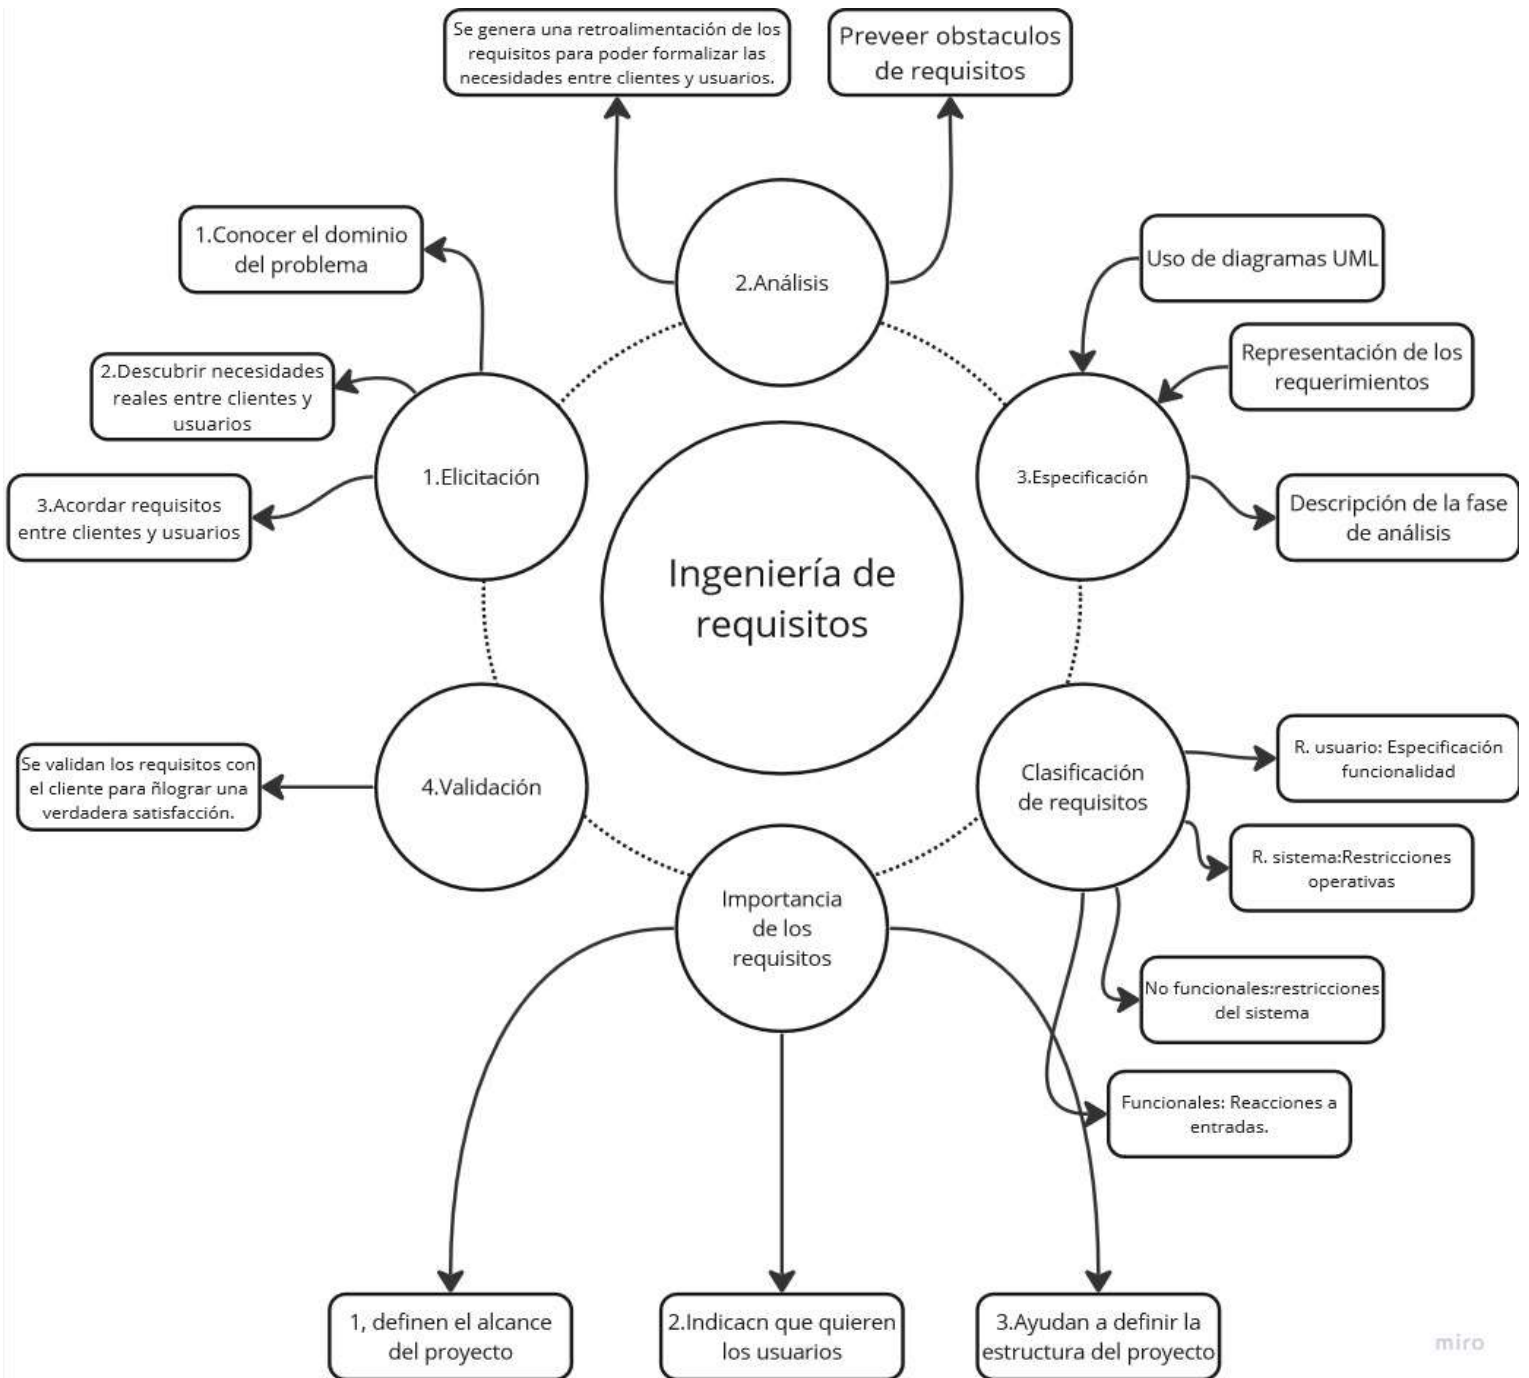 Se genera una retroalimentación de los
requisitos para poder formalizar las
necesidades entre clientes y usuarios.
Preveer obstaculos
de requisitos
2.Análisis
1.Conocer el dominio
del problema
2.Descubrir necesidades
reales entre clientes y
usuarios
3.Acordar requisitos
entre clientes y usuarios
1.Elicitación
Uso de diagramas UML
Representación de los
requerimientos
3.Especificación
Descripción de la fase
de análisis
Ingeniería de
requisitos
Se validan los requisitos con
el cliente para ñlograr una
verdadera satisfacción.
4.Validación
Clasificación
de requisitos
R. usuario: Especificación
funcionalidad
R. sistema:Restricciones
operativas
No funcionales:restricciones
del sistema
Funcionales: Reacciones a
entradas.
Importancia
de los
requisitos
1, definen el alcance
del proyecto
2.Indicacn que quieren
los usuarios
3.Ayudan a definir la
estructura del proyecto
miro